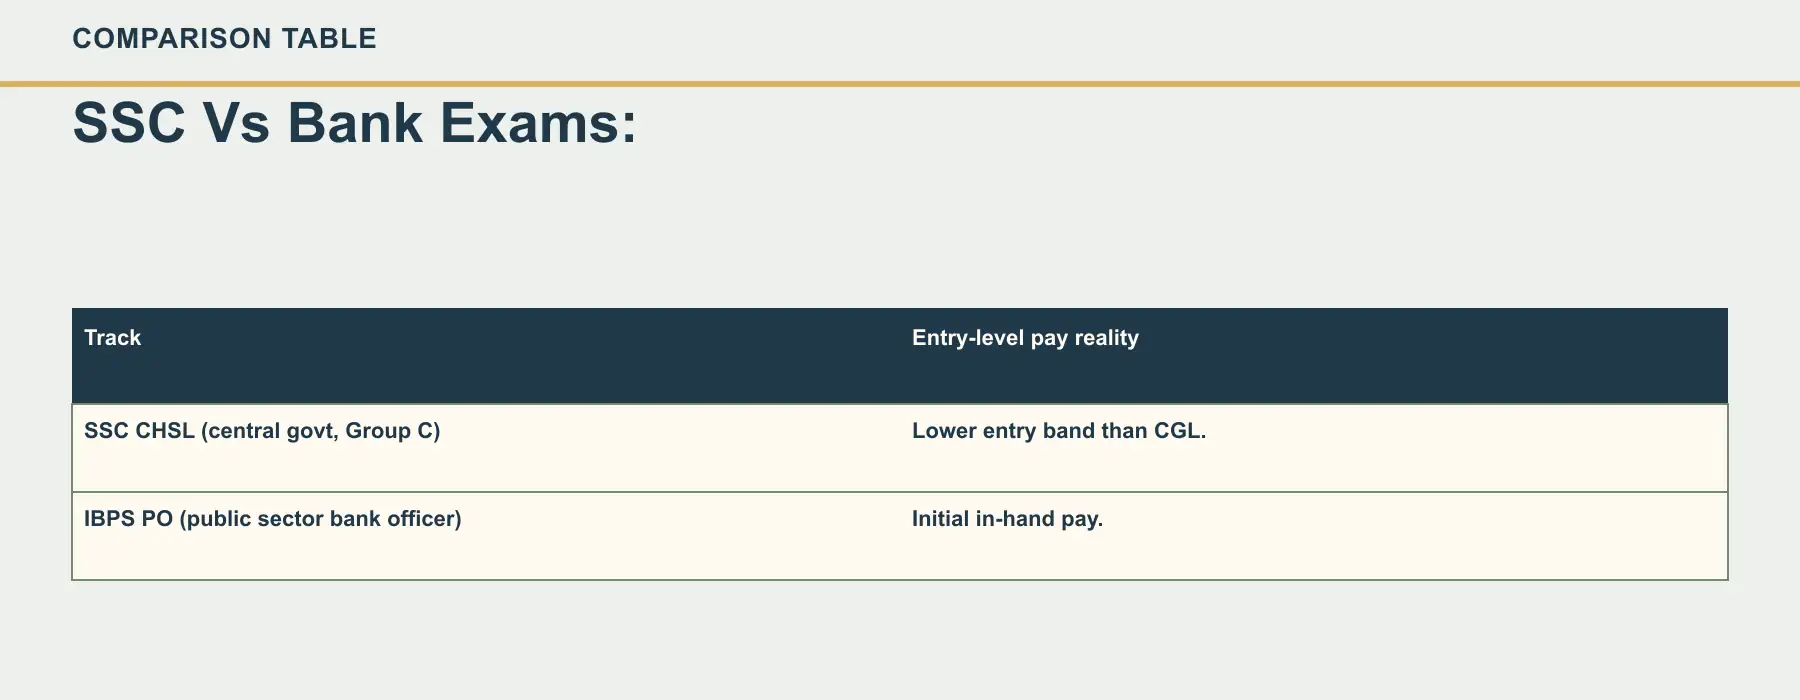 COMPARISON TABLE
SSC Vs Bank Exams:
Track
Entry-level pay reality
SSC CHSL (central govt, Group C)
Lower entry band than CGL.
IBPS PO (public sector bank officer)
Initial in-hand pay.